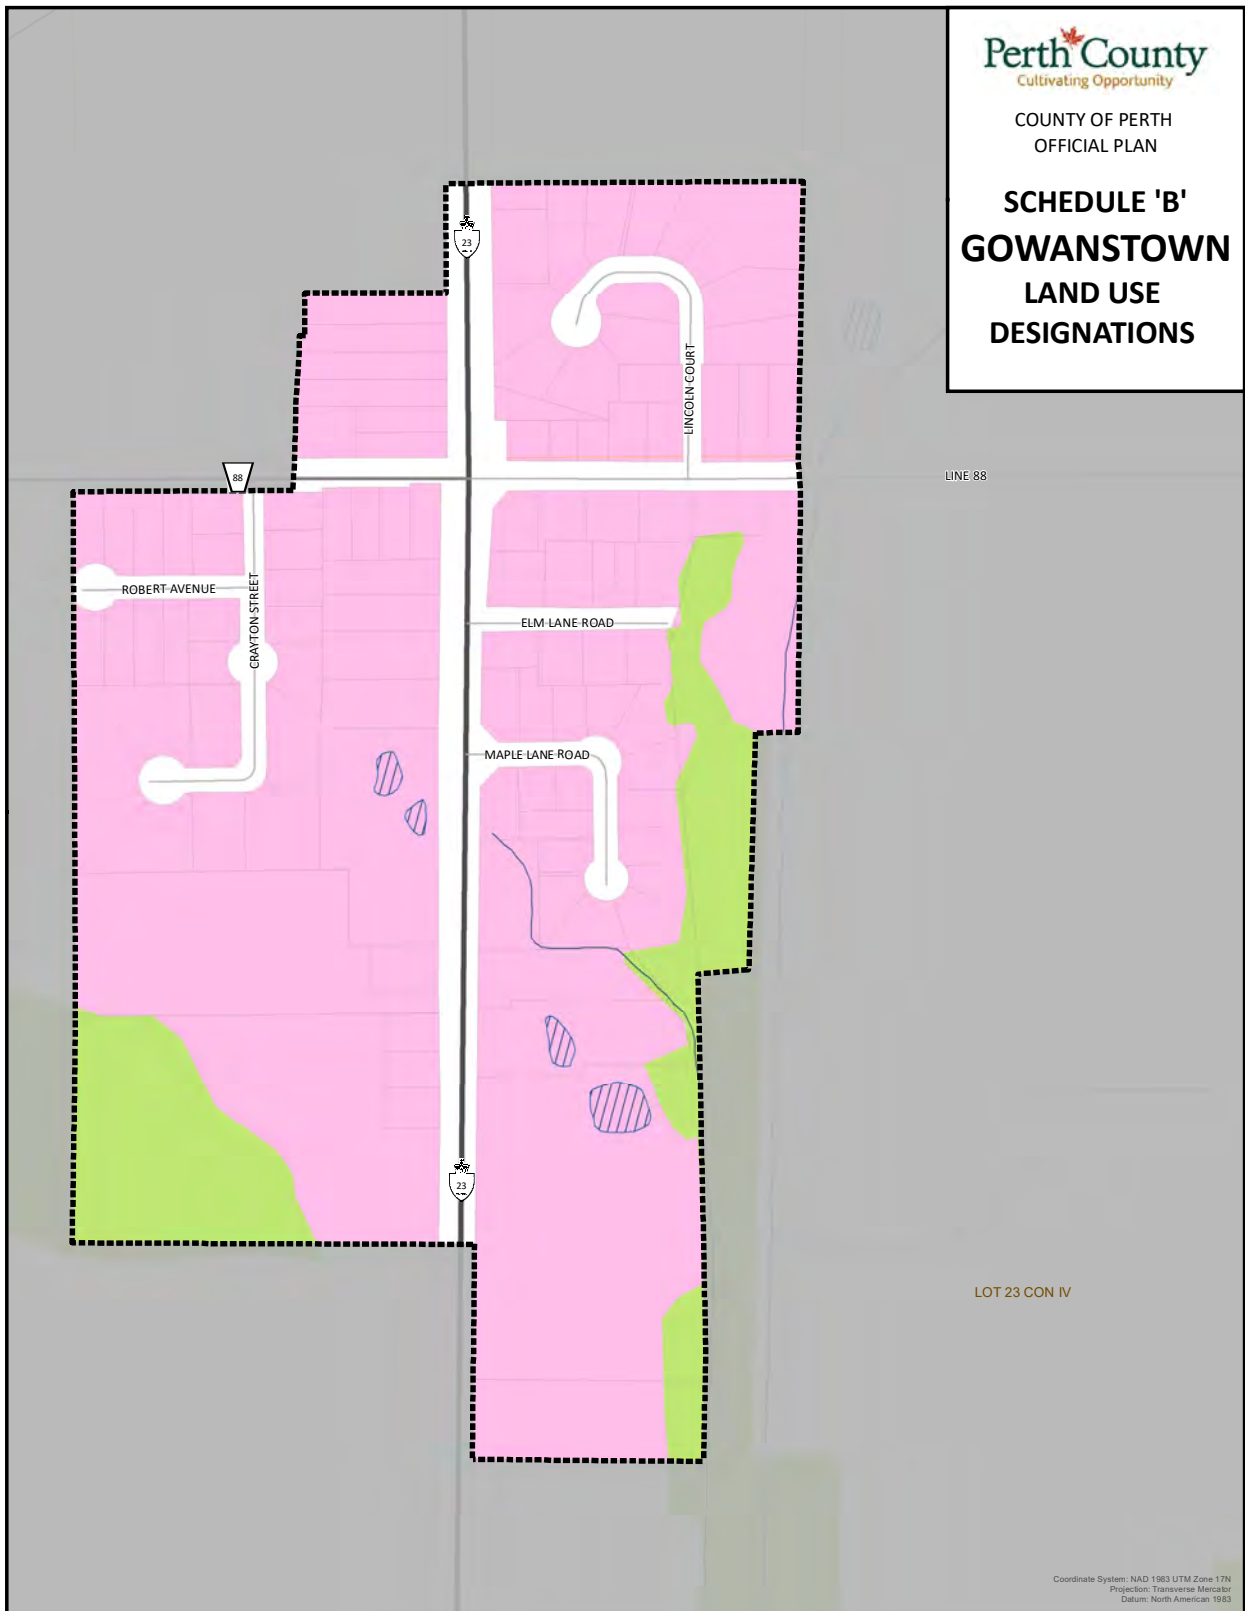 Perth County
Cultivating Opportunity
COUNTY OF PERTH
OFFICIAL PLAN
SCHEDULE 'B'
GOWANSTOWN
LAND USE
DESIGNATIONS
23
LINCOLN COURT
88
LINE 88
ROBERT AVENUE
CRAYTON STREET
ELM LANE ROAD
MAPLE LANE ROAD
23
LOT 23 CON IV
Coordinate System: NAD 1983 UTM Zone 17N
Projection: Transverse Mercator
Datum: North American 1983